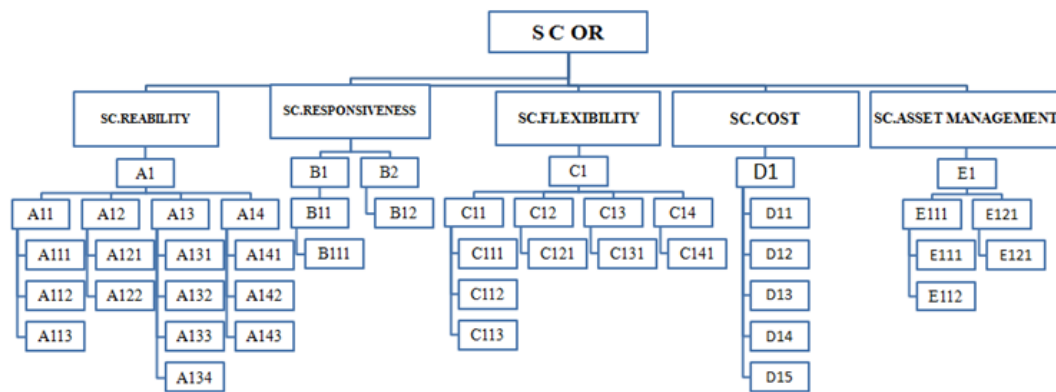 S C OR
SC.REABILITY
SC.RESPONSIVENESS
SC.FLEXIBILITY
SC.COST
SC.ASSET MANAGEMENT
A1
B1
B2
C1
D1
E1
A11
A12
A13
A14
B11
B12
C11
C12
C13
C14
D11
E111
E121
A111
A121
A131
A141
B111
C111
C121
C131
C141
D12
E111
E121
A112
A122
A132
A142
C112
D13
E112
A113
A133
A143
C113
D14
A134
D15